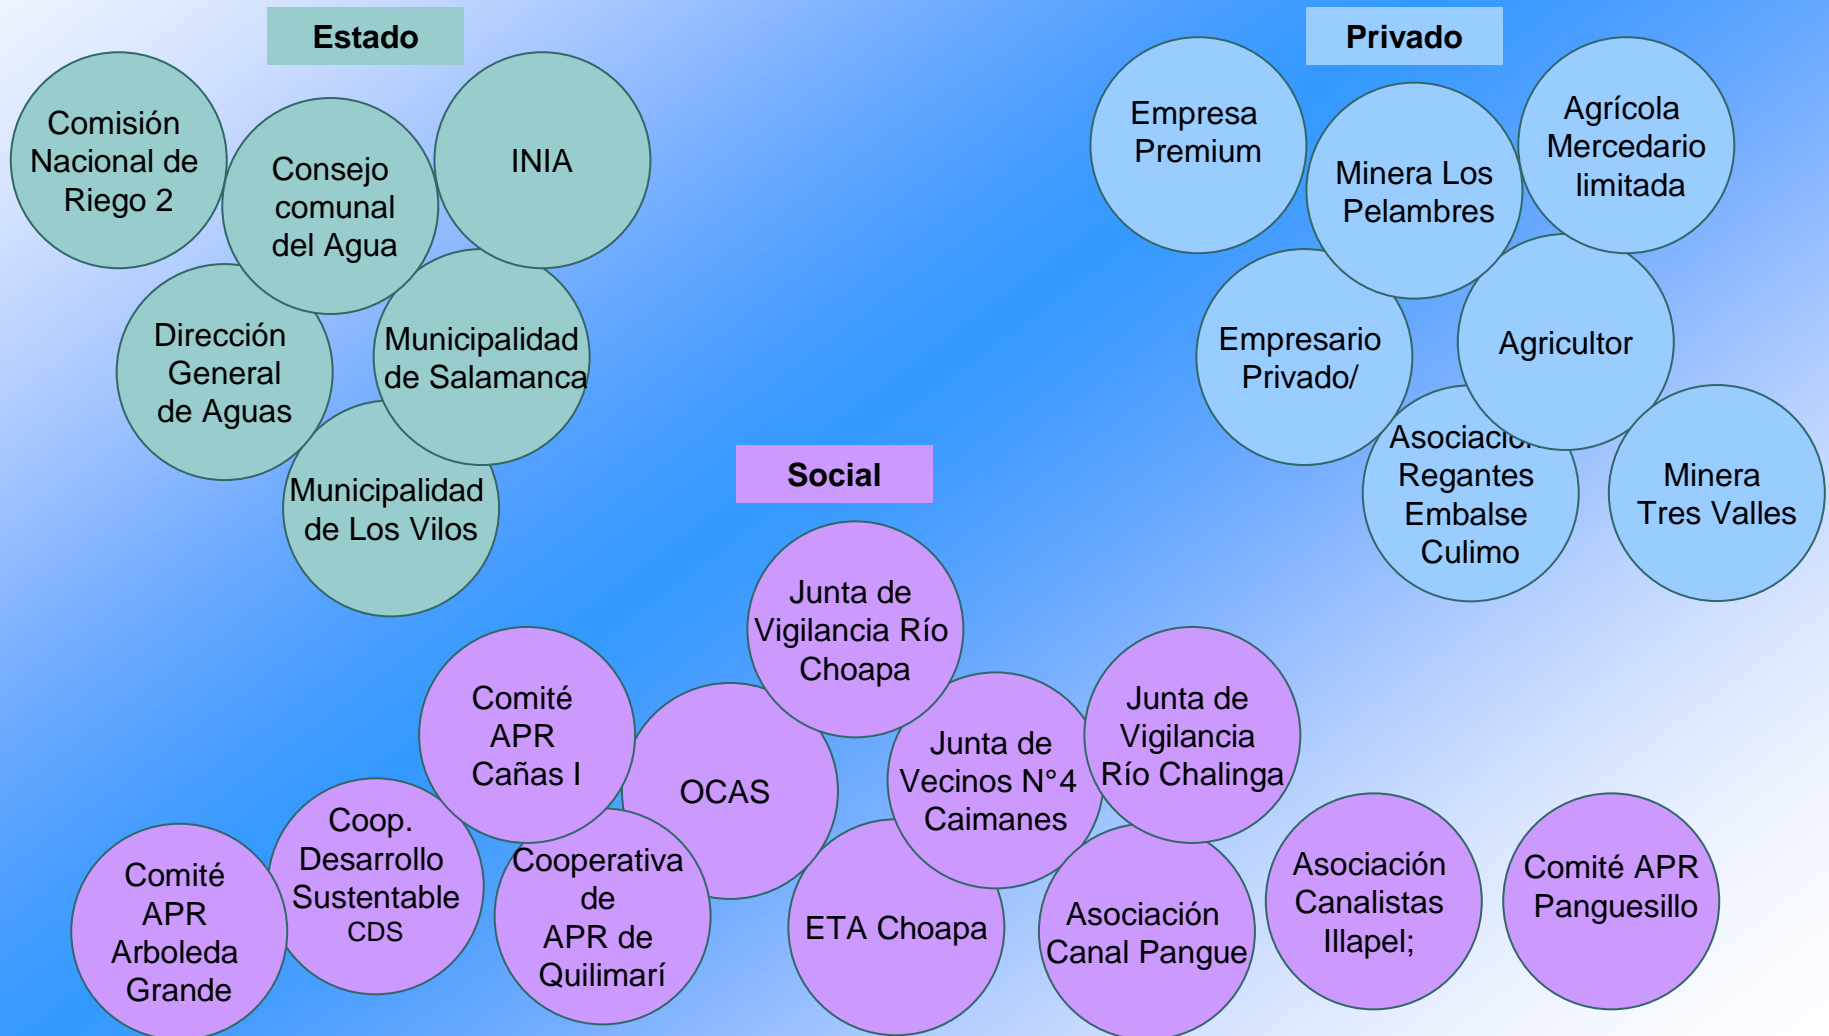 Estado
Comisión
Nacional de
Riego 2
Consejo
comunal
del Agua
INIA
Dirección
General
de Aguas
Municipalidad
de Salamanca
Municipalidad
de Los Vilos
Privado
Empresa
Premium
Minera Los
Pelambres
Agrícola
Mercedario
limitada
Empresario
Privado/
Agricultor
Regantes
Embalse
Culimo
Minera
Tres Valles
Social
Junta de
Vigilancia Río
Choapa
Comité
APR
Cañas I
OCAS
Junta de
Vecinos N°4
Caimanes
Junta de
Vigilancia
Río Chalinga
Comité
APR
Arboleda
Grande
Coop.
Desarrollo
Sustentable
CDS
Cooperativa
de
APR de
Quilimarí
ETA Choapa
Asociación
Canal Pangue
Asociación
Canalistas
Illapel;
Comité APR
Panguesillo